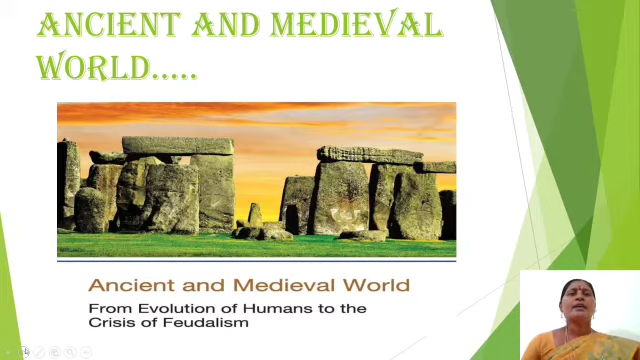 ANCIENT AND MEDIEVAL
WORLD.....
Ancient and Medieval World
From Evolution of Humans to the
Crisis of Feudalism